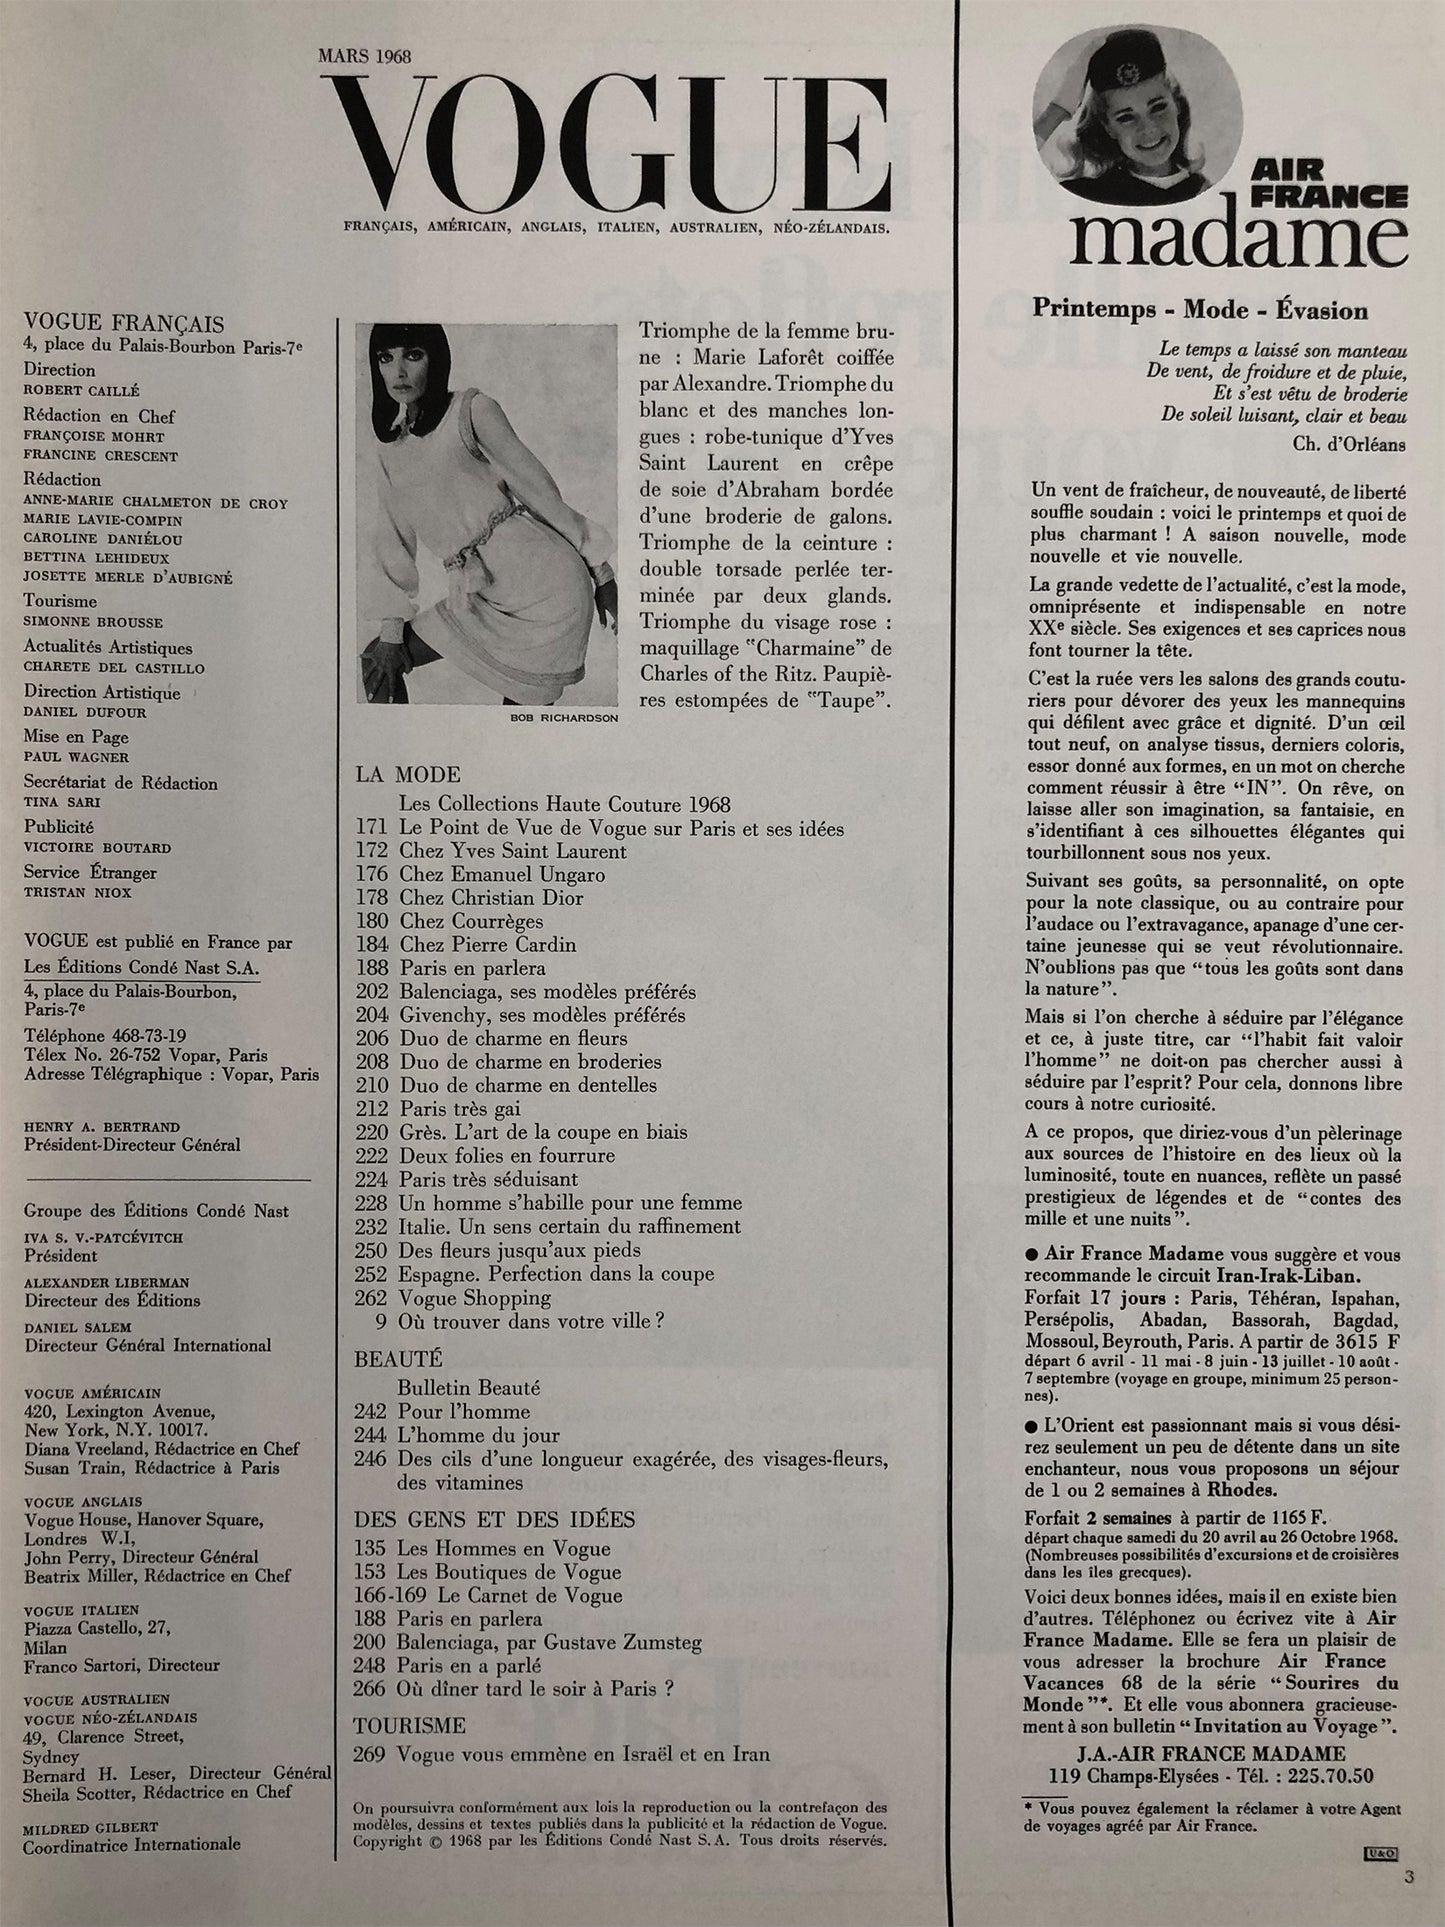 MARS 1968
VOGUE
FRANÇAIS, AMÉRICAIN, ANGLAIS, ITALIEN, AUSTRALIEN, NÉO-ZÉLANDAIS.
VOGUE FRANÇAIS
4, place du Palais-Bourbon Paris-7e
Direction
ROBERT CAILLÉ
Rédaction en Chef
FRANÇOISE MOHRT
FRANCINE CRESCENT
Rédaction
ANNE-MARIE CHALMETON DE CROY
MARIE LAVIE-COMPIN
CAROLINE DANIÉLOU
BETTINA LEHIDEUX
JOSETTE MERLE D'AUBIGNÉ
Tourisme
SIMONNE BROUSSE
Actualités Artistiques
CHARETE DEL CASTILLO
Direction Artistique
DANIEL DUFOUR
Mise en Page
PAUL WAGNER
Secrétariat de Rédaction
TINA SARI
Publicité
VICTOIRE BOUTARD
Service Étranger
TRISTAN NIOX
VOGUE est publié en France par
Les Éditions Condé Nast S.A.
4, place du Palais-Bourbon,
Paris-7e
Téléphone 468-73-19
Télex No. 26-752 Vopar, Paris
Adresse Télégraphique : Vopar, Paris
HENRY A. BERTRAND
Président-Directeur Général
Groupe des Éditions Condé Nast
IVA S. V.-PATCÉVITCH
Président
ALEXANDER LIBERMAN
Directeur des Éditions
DANIEL SALEM
Directeur Général International
VOGUE AMÉRICAIN
420, Lexington Avenue,
New York, N.Y. 10017.
Diana Vreeland, Rédactrice en Chef
Susan Train, Rédactrice à Paris
VOGUE ANGLAIS
Vogue House, Hanover Square,
Londres W.I,
John Perry, Directeur Général
Beatrix Miller, Rédactrice en Chef
VOGUE ITALIEN
Piazza Castello, 27,
Milan
Franco Sartori, Directeur
VOGUE AUSTRALIEN
VOGUE NÉO-ZÉLANDAIS
49, Clarence Street,
Sydney
Bernard H. Leser, Directeur Général
Sheila Scotter, Rédactrice en Chef
MILDRED GILBERT
Coordinatrice Internationale
BOB RICHARDSON
Triomphe de la femme bru-
ne : Marie Laforêt coiffée
par Alexandre. Triomphe du
blanc et des manches lon-
gues : robe-tunique d'Yves
Saint Laurent en crêpe
de soie d'Abraham bordée
d'une broderie de galons.
Triomphe de la ceinture :
double torsade perlée ter-
minée par deux glands.
Triomphe du visage rose :
maquillage "Charmaine" de
Charles of the Ritz. Paupiè-
res estompées de "Taupe".
LA MODE
Les Collections Haute Couture 1968
171 Le Point de Vue de Vogue sur Paris et ses idées
172 Chez Yves Saint Laurent
176 Chez Emanuel Ungaro
178 Chez Christian Dior
180 Chez Courrèges
184 Chez Pierre Cardin
188 Paris en parlera
202 Balenciaga, ses modèles préférés
204 Givenchy, ses modèles préférés
206 Duo de charme en fleurs
208 Duo de charme en broderies
210 Duo de charme en dentelles
212 Paris très gai
220 Grès. L'art de la coupe en biais
222 Deux folies en fourrure
224 Paris très séduisant
228 Un homme s'habille pour une femme
232 Italie. Un sens certain du raffinement
250 Des fleurs jusqu'aux pieds
252 Espagne. Perfection dans la coupe
262 Vogue Shopping
9 Où trouver dans votre ville ?
BEAUTÉ
Bulletin Beauté
242 Pour l'homme
244 L'homme du jour
246 Des cils d'une longueur exagérée, des visages-fleurs,
des vitamines
DES GENS ET DES IDÉES
135 Les Hommes en Vogue
153 Les Boutiques de Vogue
166-169 Le Carnet de Vogue
188 Paris en parlera
200 Balenciaga, par Gustave Zumsteg
248 Paris en a parlé
266 Où dîner tard le soir à Paris ?
TOURISME
269 Vogue vous emmène en Israël et en Iran
On poursuivra conformément aux lois la reproduction ou la contrefaçon des
modèles, dessins et textes publiés dans la publicité et la rédaction de Vogue.
Copyright © 1968 par les Éditions Condé Nast S.A. Tous droits réservés.
AIR
FRANCE
madame
Printemps - Mode - Évasion
Le temps a laissé son manteau
De vent, de froidure et de pluie,
Et s'est vêtu de broderie
De soleil luisant, clair et beau
Ch. d'Orléans
Un vent de fraîcheur, de nouveauté, de liberté
souffle soudain : voici le printemps et quoi de
plus charmant ! A saison nouvelle, mode
nouvelle et vie nouvelle.
La grande vedette de l'actualité, c'est la mode,
omniprésente et indispensable en notre
XXe siècle. Ses exigences et ses caprices nous
font tourner la tête.
C'est la ruée vers les salons des grands coutu-
riers pour dévorer des yeux les mannequins
qui défilent avec grâce et dignité. D'un œil
tout neuf, on analyse tissus, derniers coloris,
essor donné aux formes, en un mot on cherche
comment réussir à être "IN". On rêve, on
laisse aller son imagination, sa fantaisie, en
s'identifiant à ces silhouettes élégantes qui
tourbillonnent sous nos yeux.
Suivant ses goûts, sa personnalité, on opte
pour la note classique, ou au contraire pour
l'audace ou l'extravagance, apanage d'une cer-
taine jeunesse qui se veut révolutionnaire.
N'oublions pas que "tous les goûts sont dans
la nature".
Mais si l'on cherche à séduire par l'élégance
et ce, à juste titre, car "l'habit fait valoir
l'homme" ne doit-on pas chercher aussi à
séduire par l'esprit? Pour cela, donnons libre
cours à notre curiosité.
A ce propos, que diriez-vous d'un pèlerinage
aux sources de l'histoire en des lieux où la
luminosité, toute en nuances, reflète un passé
prestigieux de légendes et de "contes des
mille et une nuits".
● Air France Madame vous suggère et vous
recommande le circuit Iran-Irak-Liban.
Forfait 17 jours : Paris, Téhéran, Ispahan,
Persépolis, Abadan, Bassorah, Bagdad,
Mossoul, Beyrouth, Paris. A partir de 3615 F
départ 6 avril - 11 mai - 8 juin - 13 juillet - 10 août -
7 septembre (voyage en groupe, minimum 25 person-
nes).
● L'Orient est passionnant mais si vous dési-
rez seulement un peu de détente dans un site
enchanteur, nous vous proposons un séjour
de 1 ou 2 semaines à Rhodes.
Forfait 2 semaines à partir de 1165 F.
départ chaque samedi du 20 avril au 26 Octobre 1968.
(Nombreuses possibilités d'excursions et de croisières
dans les îles grecques).
Voici deux bonnes idées, mais il en existe bien
d'autres. Téléphonez ou écrivez vite à Air
France Madame. Elle se fera un plaisir de
vous adresser la brochure Air France
Vacances 68 de la série "Sourires du
Monde"*. Et elle vous abonnera gracieuse-
ment à son bulletin "Invitation au Voyage".
J.A.-AIR FRANCE MADAME
119 Champs-Elysées - Tél. : 225.70.50
* Vous pouvez également la réclamer à votre Agent
de voyages agréé par Air France.
U&O
3